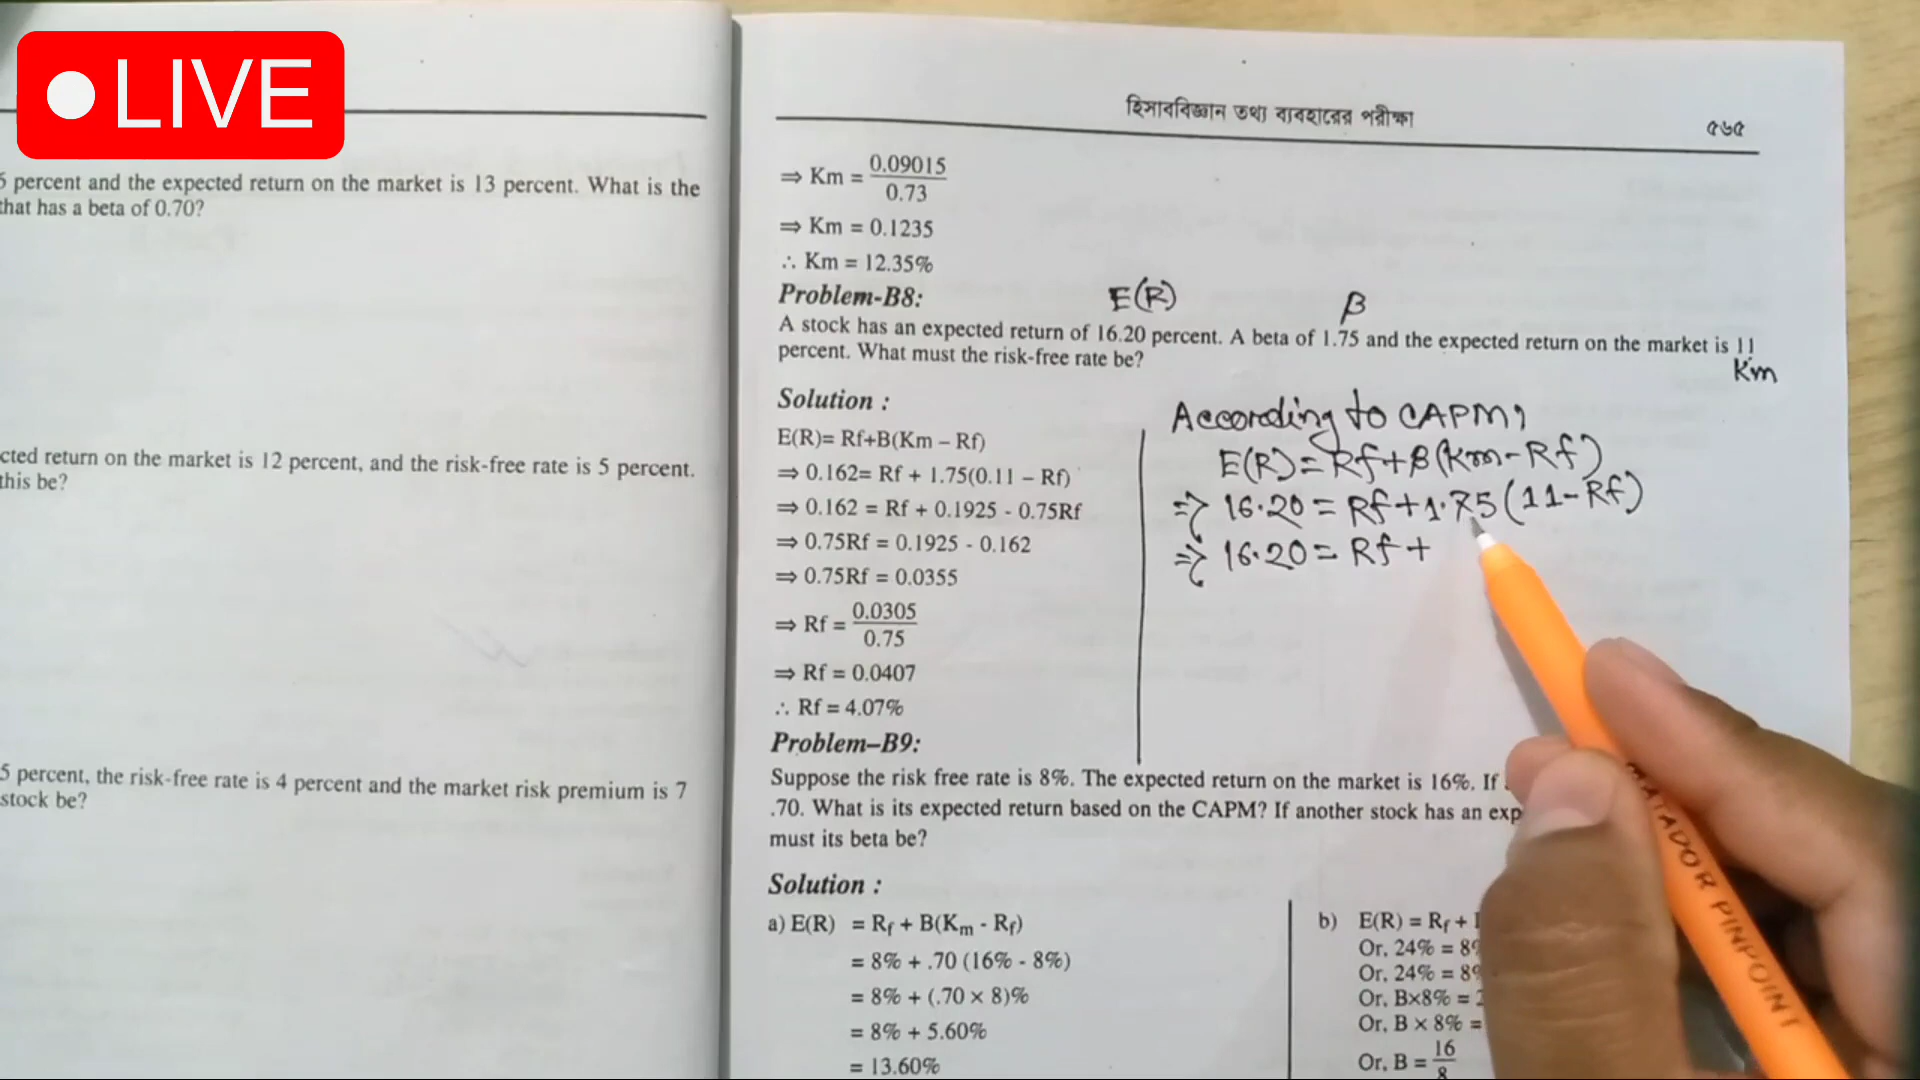 LIVE
5 percent and the expected return on the market is 13 percent. What is the
that has a beta of 0.70?
cted return on the market is 12 percent, and the risk-free rate is 5 percent.
this be?
5 percent, the risk-free rate is 4 percent and the market risk premium is 7
stock be?
হিসাববিজ্ঞান তথ্য ব্যবহারের পরীক্ষা ৫৬৫
⇒ Km = 0.09015 / 0.73
⇒ Km = 0.1235
∴ Km = 12.35%
Problem-B8:
E(R) β
A stock has an expected return of 16.20 percent. A beta of 1.75 and the expected return on the market is 11
percent. What must the risk-free rate be?
Km
Solution :
E(R)= Rf+B(Km – Rf)
⇒ 0.162= Rf + 1.75(0.11 – Rf)
⇒ 0.162 = Rf + 0.1925 - 0.75Rf
⇒ 0.75Rf = 0.1925 - 0.162
⇒ 0.75Rf = 0.0355
⇒ Rf = 0.0305 / 0.75
⇒ Rf = 0.0407
∴ Rf = 4.07%
According to CAPM,
E(R) = Rf + β (Km - Rf)
⇒ 16.20 = Rf + 1.75 (11 - Rf)
⇒ 16.20 = Rf +
Problem–B9:
Suppose the risk free rate is 8%. The expected return on the market is 16%. If
.70. What is its expected return based on the CAPM? If another stock has an exp
must its beta be?
Solution :
a) E(R) = Rf + B(Km - Rf)
= 8% + .70 (16% - 8%)
= 8% + (.70 × 8)%
= 8% + 5.60%
= 13.60%
b) E(R) = Rf +
Or, 24% = 8%
Or, 24% = 8%
Or, B×8% =
Or, B × 8% =
Or, B = 16 / 8
MATADOR PINPOINT